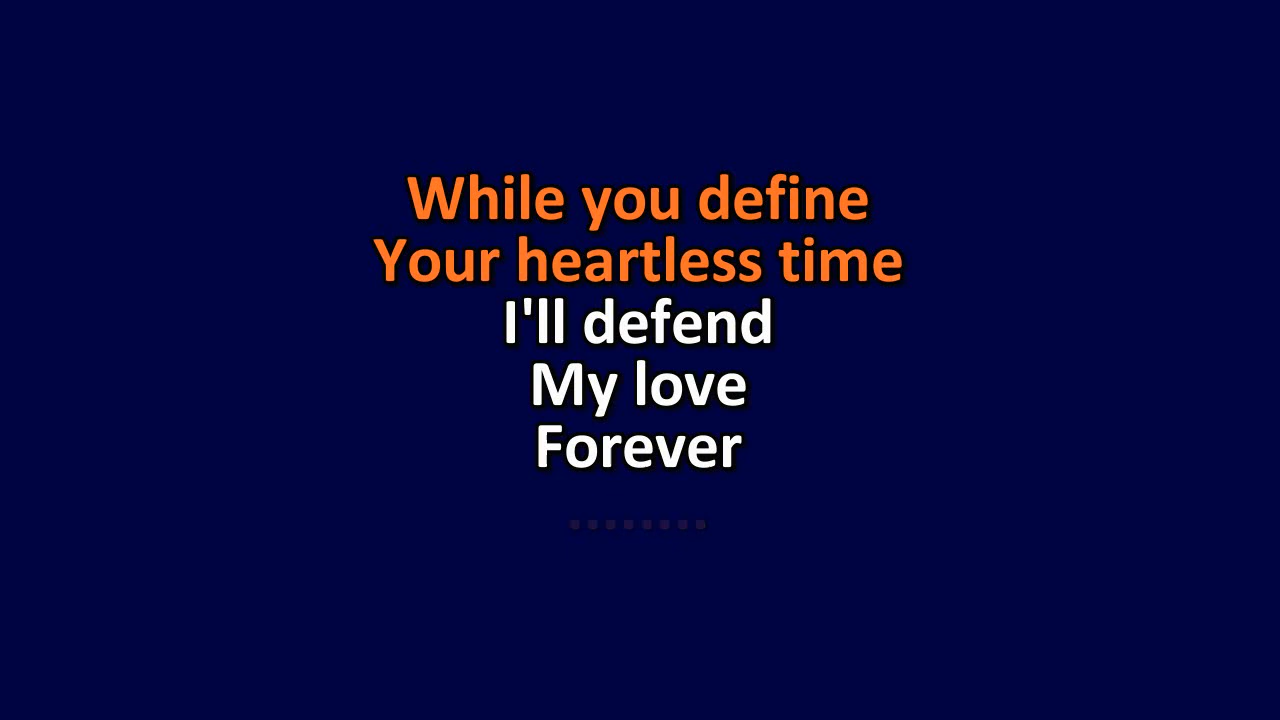 While you define
Your heartless time
I'll defend
My love
Forever
........